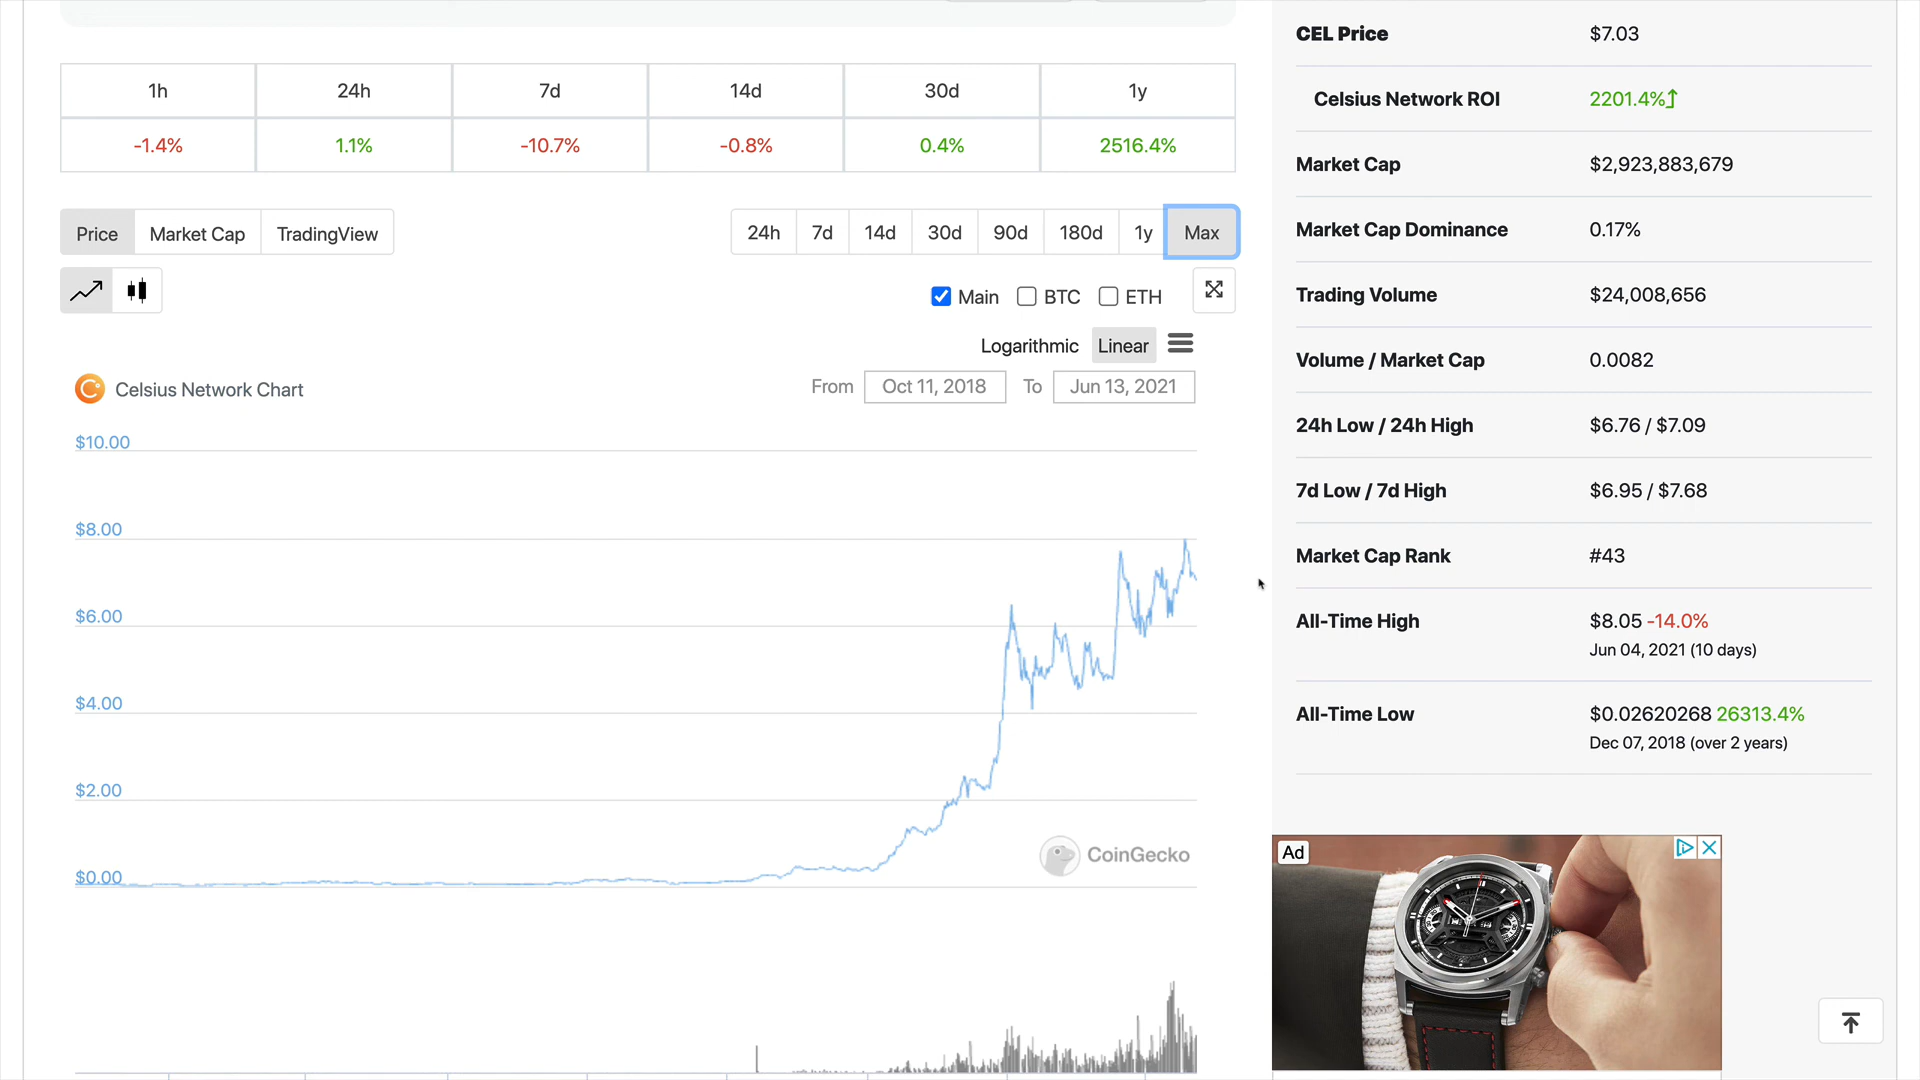 1h 24h 7d 14d 30d 1y
-1.4% 1.1% -10.7% -0.8% 0.4% 2516.4%
Price Market Cap TradingView
24h 7d 14d 30d 90d 180d 1y Max
Main BTC ETH
Logarithmic Linear
Celsius Network Chart
From Oct 11, 2018 To Jun 13, 2021
$10.00
$8.00
$6.00
$4.00
$2.00
$0.00
CoinGecko
CEL Price $7.03
Celsius Network ROI 2201.4%
Market Cap $2,923,883,679
Market Cap Dominance 0.17%
Trading Volume $24,008,656
Volume / Market Cap 0.0082
24h Low / 24h High $6.76 / $7.09
7d Low / 7d High $6.95 / $7.68
Market Cap Rank #43
All-Time High $8.05 -14.0%
Jun 04, 2021 (10 days)
All-Time Low $0.02620268 26313.4%
Dec 07, 2018 (over 2 years)
Ad